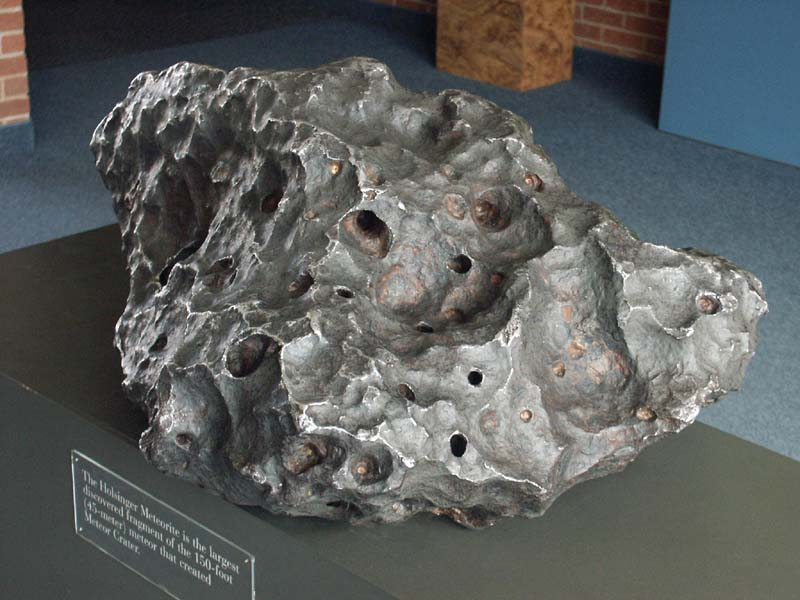 The Holsinger Meteorite is the largest
discovered fragment of the 150-foot
(45-meter) meteor that created
Meteor Crater.